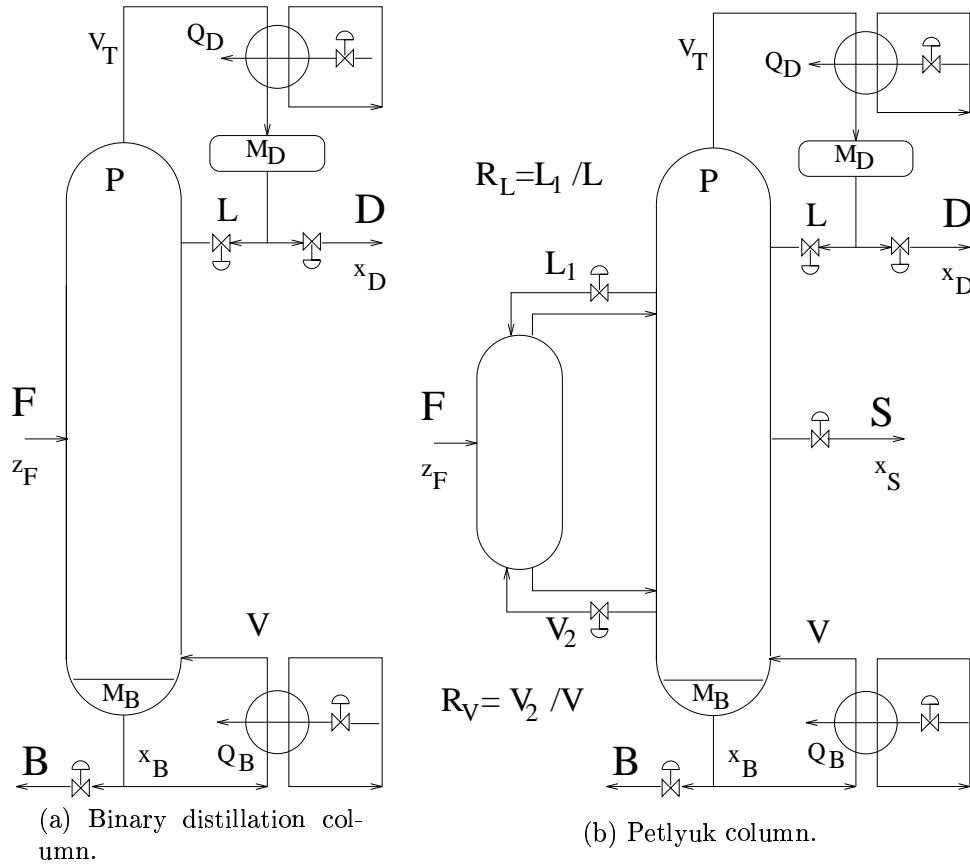 V_T
Q_D
M_D
P
L
D
x_D
F
z_F
V
M_B
Q_B
B
x_B
(a) Binary distillation col-
umn.
V_T
Q_D
M_D
R_L=L_1 /L
P
L
D
x_D
L_1
F
z_F
S
x_S
V_2
V
R_V= V_2 /V
M_B
Q_B
B
x_B
(b) Petlyuk column.